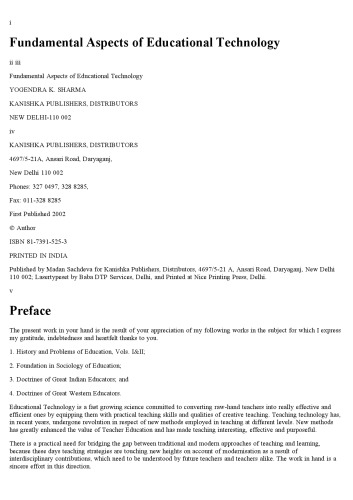 i
Fundamental Aspects of Educational Technology
ii iii
Fundamental Aspects of Educational Technology
YOGENDRA K. SHARMA
KANISHKA PUBLISHERS, DISTRIBUTORS
NEW DELHI-110 002
iv
KANISHKA PUBLISHERS, DISTRIBUTORS
4697/5-21A, Ansari Road, Daryaganj,
New Delhi 110 002
Phones: 327 0497, 328 8285,
Fax: 011-328 8285
First Published 2002
© Author
ISBN 81-7391-525-3
PRINTED IN INDIA
Published by Madan Sachdeva for Kanishka Publishers, Distributors, 4697/5-21 A, Ansari Road, Daryaganj, New Delhi
110 002; Lasertypeset by Baba DTP Services, Delhi, and Printed at Nice Printing Press, Delhi.
v
Preface
The present work in your hand is the result of your appreciation of my following works in the subject for which I express
my gratitude, indebtedness and heartfelt thanks to you.
1. History and Problems of Education, Vols. I&II;
2. Foundation in Sociology of Education;
3. Doctrines of Great Indian Educators; and
4. Doctrines of Great Western Educators.
Educational Technology is a fast growing science committed to converting raw-hand teachers into really effective and
efficient ones by equipping them with practical teaching skills and qualities of creative teaching. Teaching technology has,
in recent years, undergone revolution in respect of new methods employed in teaching at different levels. New methods
has greatly enhanced the value of Teacher Education and has made teaching interesting, effective and purposeful.
There is a practical need for bridging the gap between traditional and modern approaches of teaching and learning,
because these days teaching strategies are touching new heights on account of modernisation as a result of
interdisciplinary contributions, which need to be understood by future teachers and teachers alike. The work in hand is a
sincere effort in this direction.